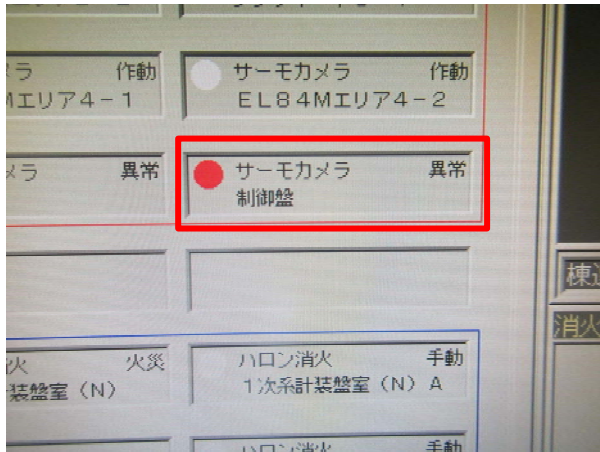 ラ 作動 サーモカメラ 作動
Mエリア4-1 EL84Mエリア4-2
メラ 異常 サーモカメラ 異常
制御盤
棟
消火
火 火災 ハロン消火 手動
装盤室（N） 1次系計装盤室（N）A
ハロン消火 手動